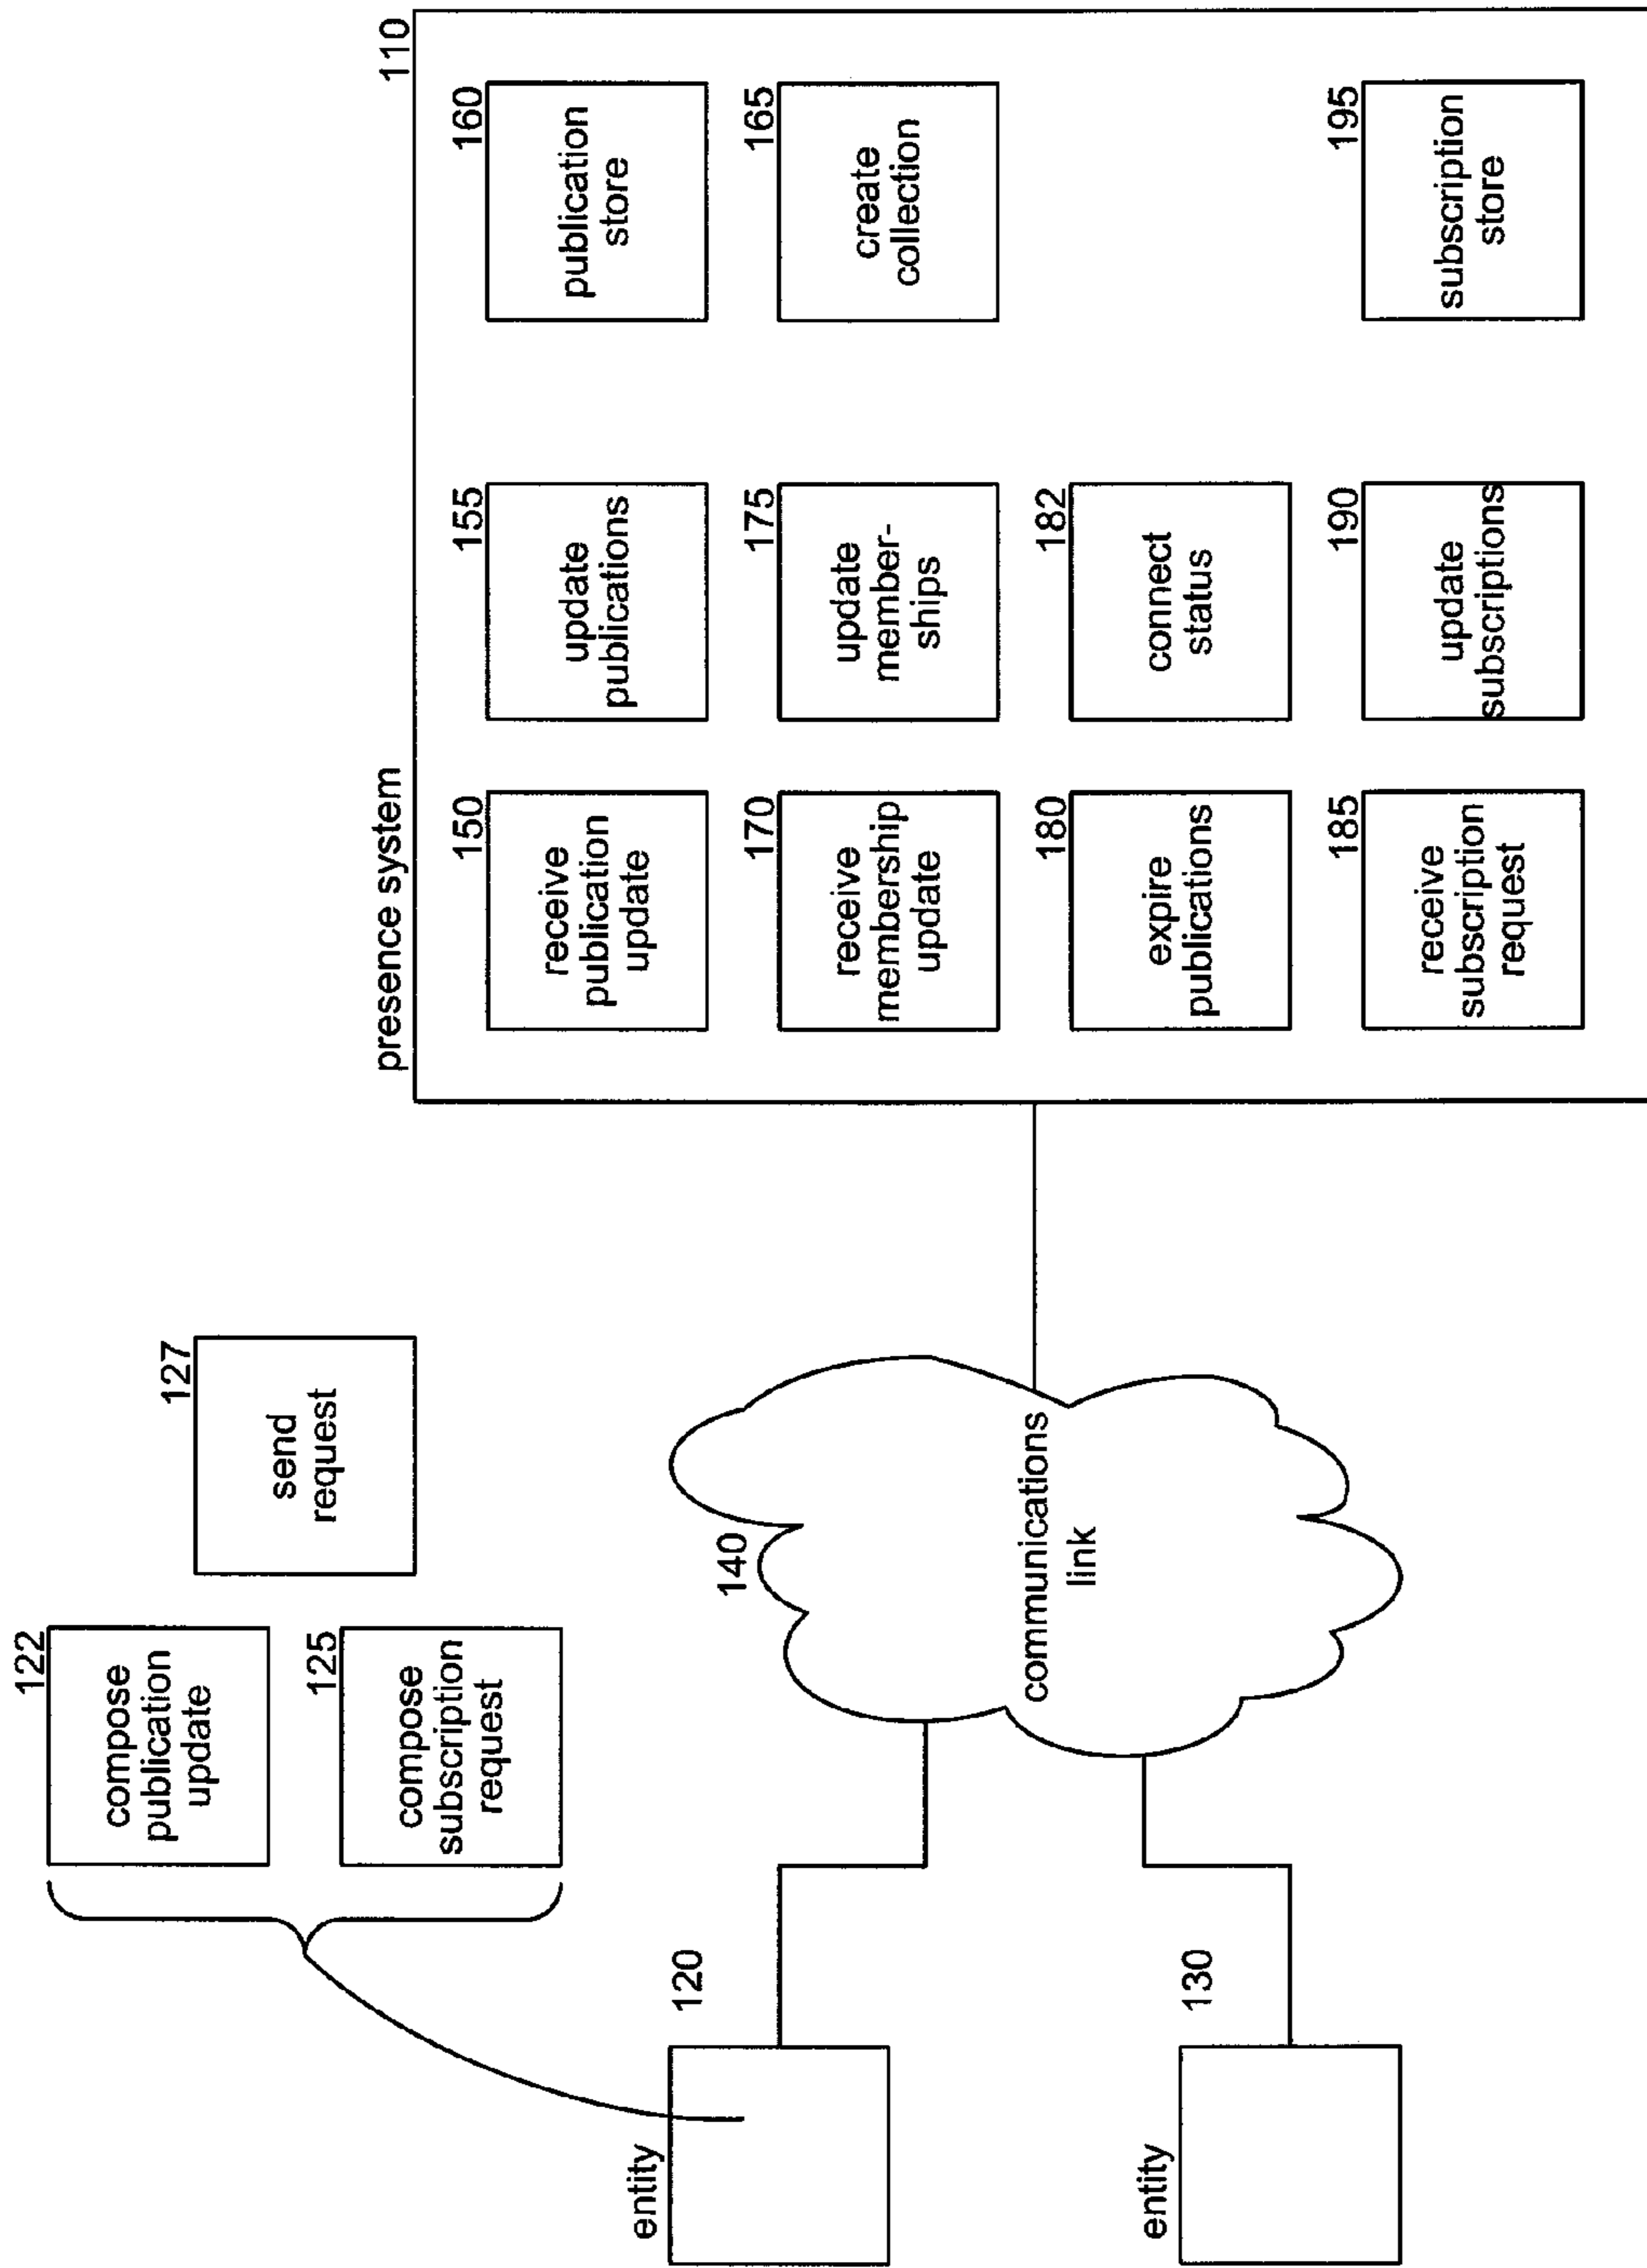 122
compose
publication
update
125
compose
subscription
request
127
send
request
entity
120
entity
130
140
communications
link
presence system
110
150
receive
publication
update
155
update
publications
160
publication
store
170
receive
membership
update
175
update
member-
ships
165
create
collection
180
expire
publications
182
connect
status
185
receive
subscription
request
190
update
subscriptions
195
subscription
store